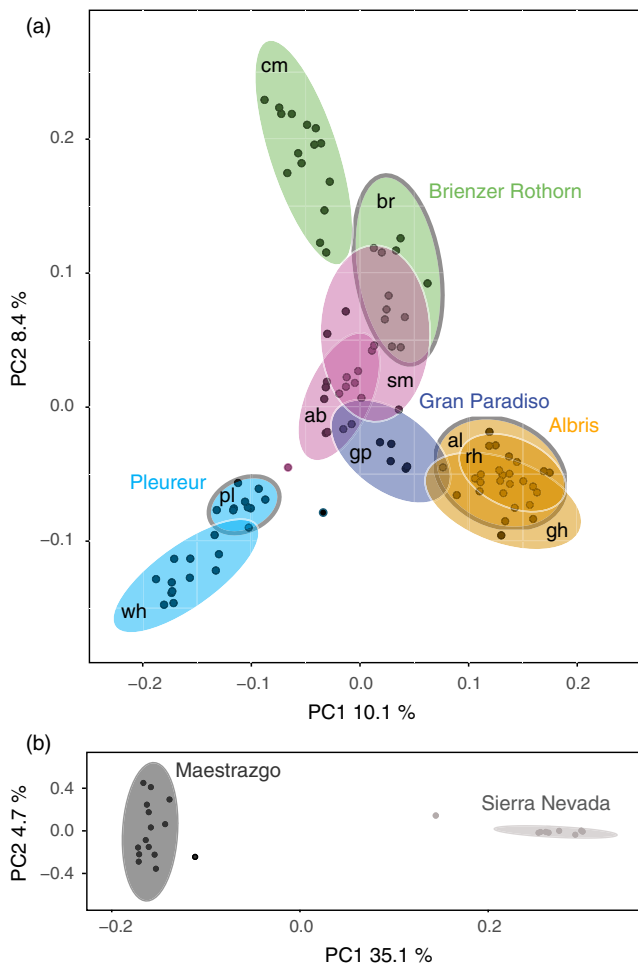 (a)
cm
0.2
br
Brienzer Rothorn
0.1
PC2 8.4 %
sm
0.0
ab
Gran Paradiso
gp
al
Albris
rh
Pleureur
pl
gh
−0.1
wh
−0.2 −0.1 0.0 0.1 0.2
PC1 10.1 %
(b)
Maestrazgo
Sierra Nevada
0.4
0.0
−0.4
PC2 4.7 %
−0.2 0.0 0.2
PC1 35.1 %